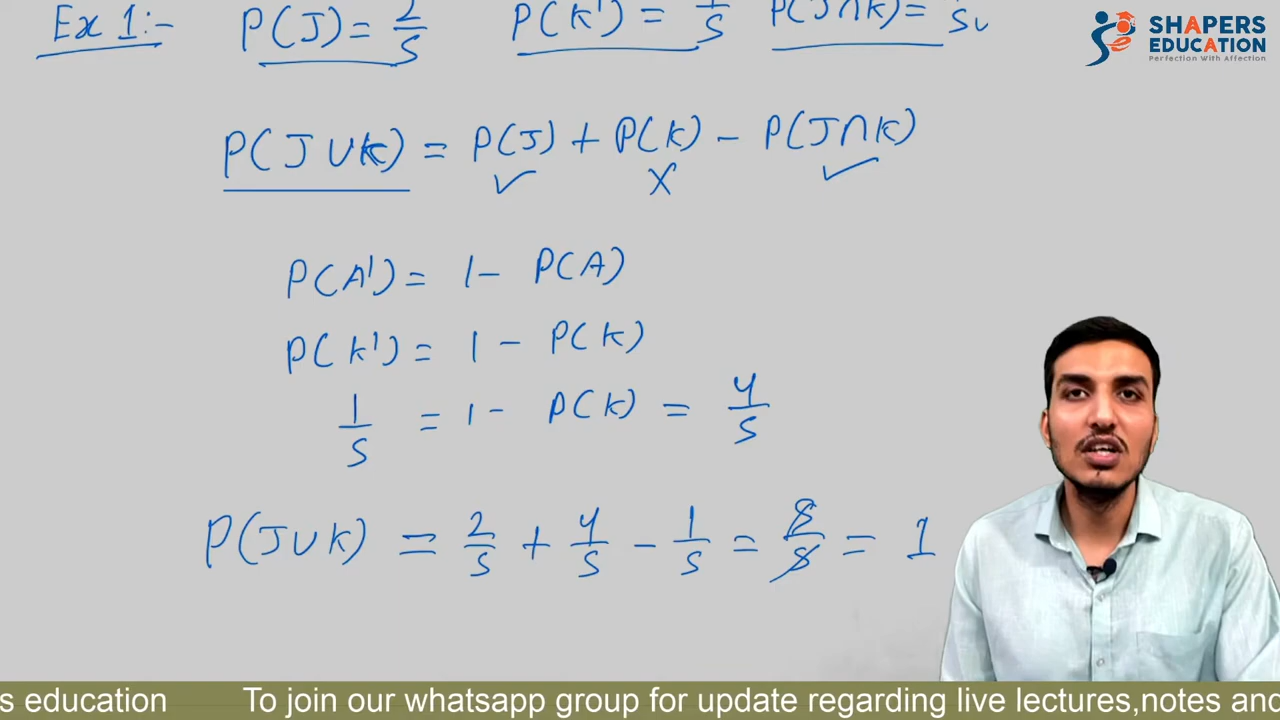 Ex 1:- P(J) = 2/5 P(K') = 1/5 P(J∩K) =
SHAPERS
EDUCATION
Perfection With Affection
P(J∪K) = P(J) + P(K) - P(J∩K)
✓ X ✓
P(A') = 1 - P(A)
P(K') = 1 - P(K)
1/5 = 1 - P(K) = 4/5
P(J∪K) = 2/5 + 4/5 - 1/5 = 5/5 = 1
s education To join our whatsapp group for update regarding live lectures,notes and